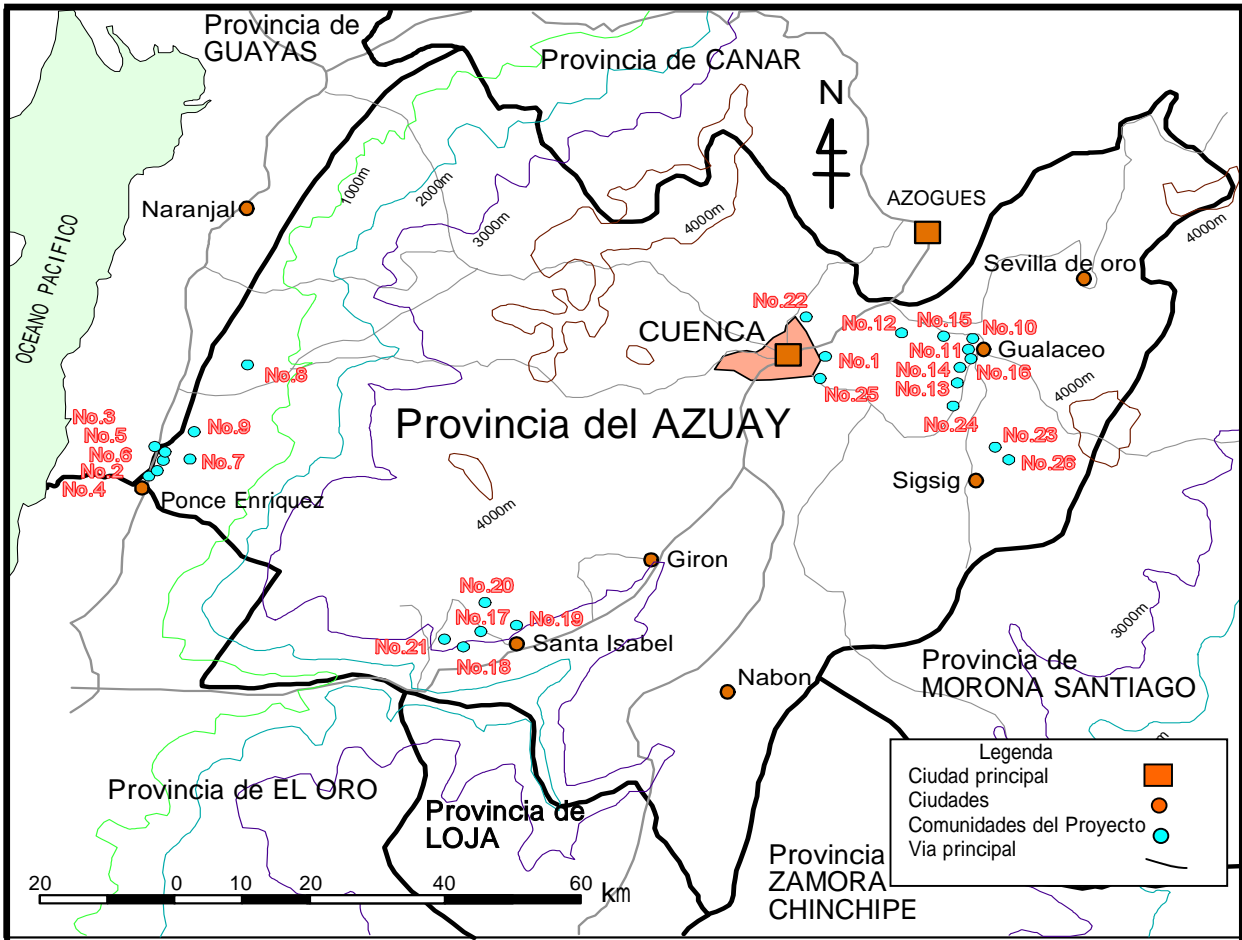 Provincia de
GUAYAS
Provincia de CANAR
N
1000m
2000m
3000m
4000m
4000m
Naranjal
AZOGUES
Sevilla de oro
OCEANO PACIFICO
No.22
CUENCA
No.12
No.15
No.10
No.1
No.11
Gualaceo
No.14
No.16
No.8
No.25
No.13
4000m
Provincia del AZUAY
No.24
No.3
No.5
No.9
No.23
No.6
No.7
No.26
No.2
No.4
Ponce Enriquez
Sigsig
4000m
Giron
No.20
No.17
No.19
No.21
Santa Isabel
No.18
3000m
Nabon
Provincia de
MORONA SANTIAGO
Provincia de EL ORO
Provincia de
LOJA
Provincia
ZAMORA
CHINCHIPE
Legenda
Ciudad principal
Ciudades
Comunidades del Proyecto
Via principal
20 0 10 20 40 60 km